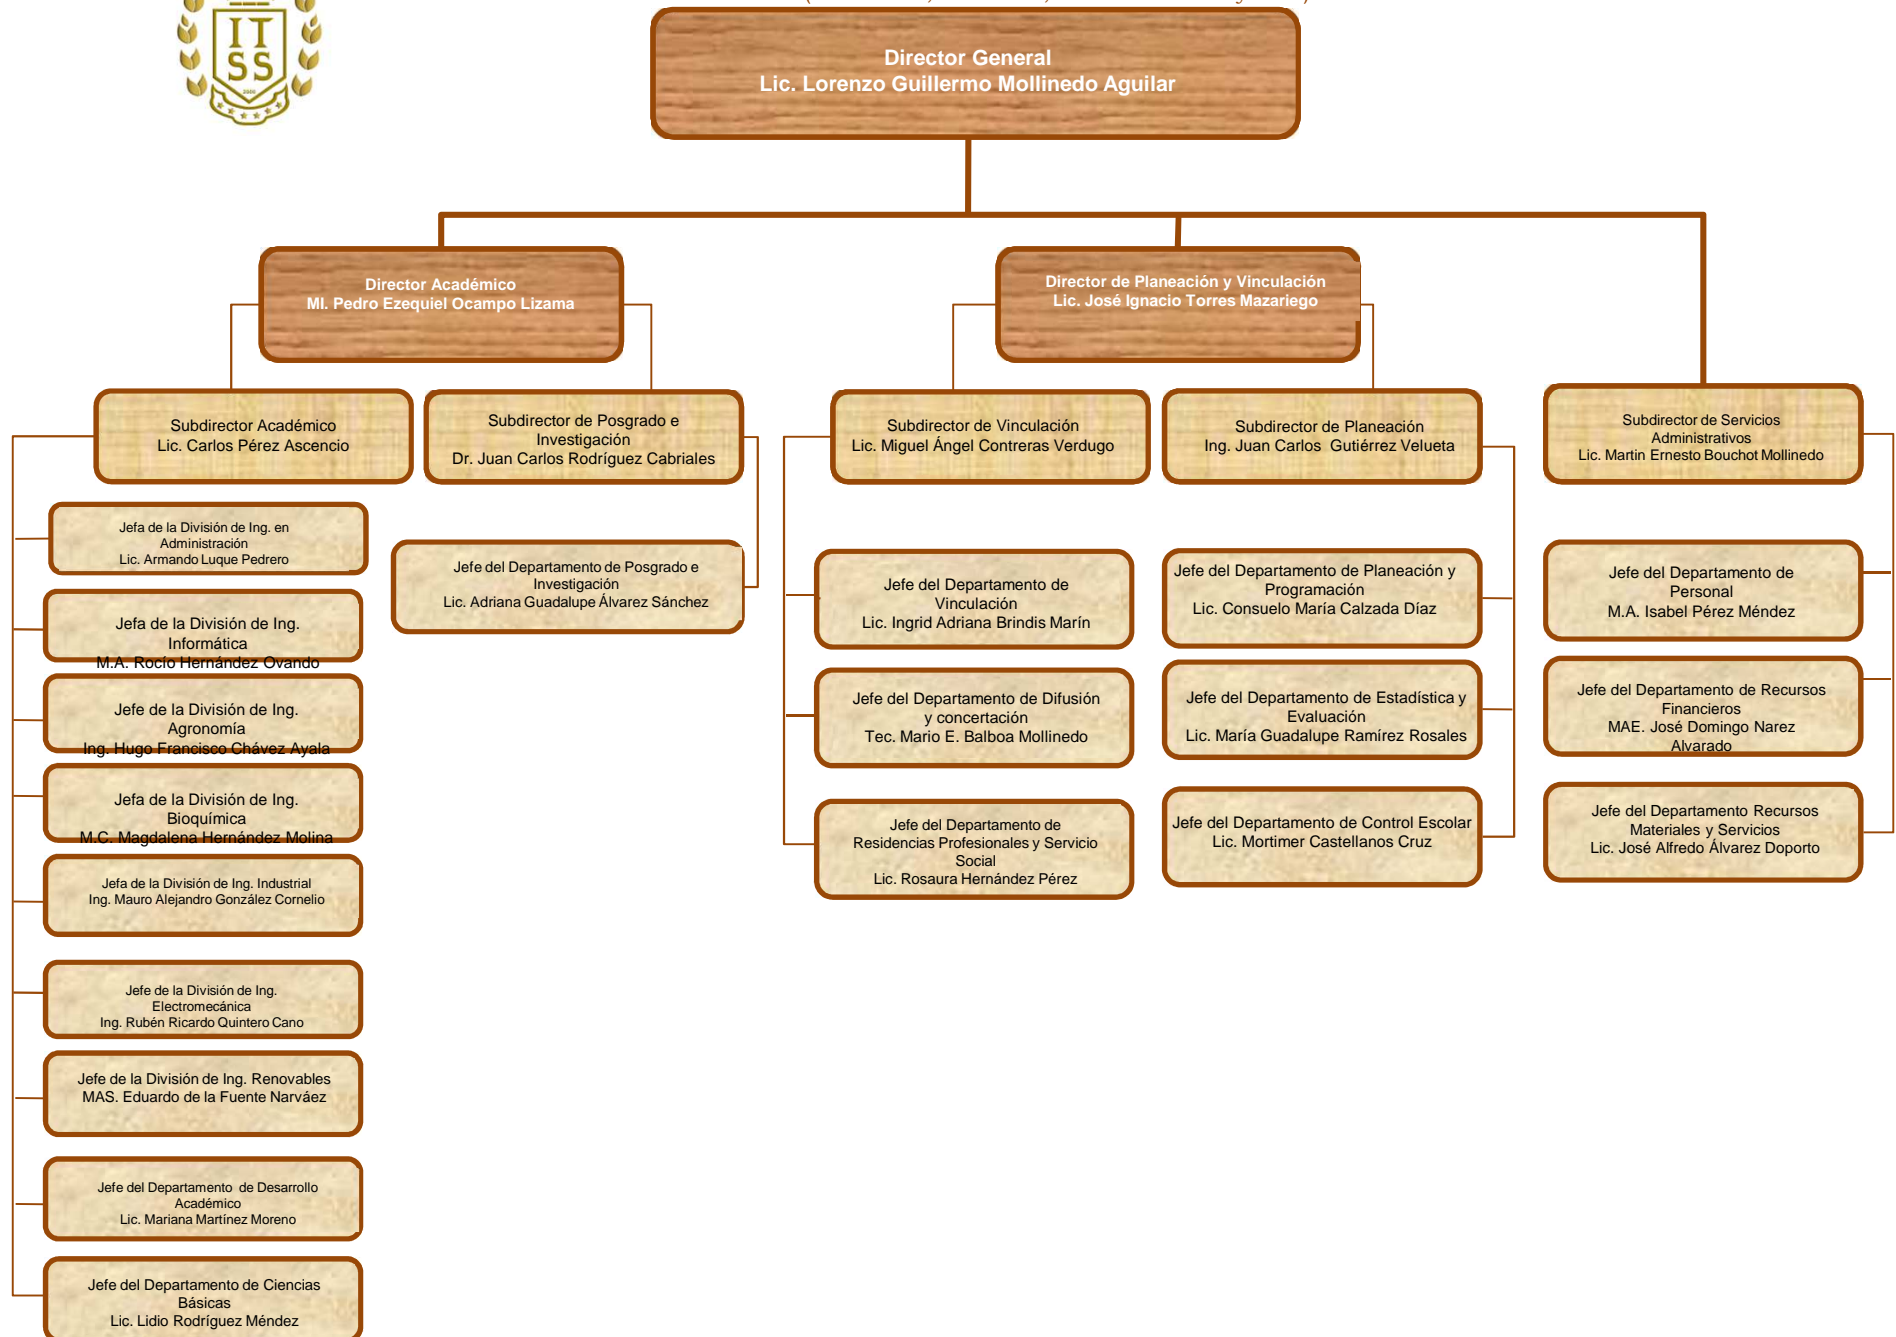 ITSS
2000
Director General
Lic. Lorenzo Guillermo Mollinedo Aguilar
Director Académico
MI. Pedro Ezequiel Ocampo Lizama
Director de Planeación y Vinculación
Lic. José Ignacio Torres Mazariego
Subdirector Académico
Lic. Carlos Pérez Ascencio
Subdirector de Posgrado e
Investigación
Dr. Juan Carlos Rodríguez Cabriales
Subdirector de Vinculación
Lic. Miguel Ángel Contreras Verdugo
Subdirector de Planeación
Ing. Juan Carlos Gutiérrez Velueta
Subdirector de Servicios
Administrativos
Lic. Martin Ernesto Bouchot Mollinedo
Jefa de la División de Ing. en
Administración
Lic. Armando Luque Pedrero
Jefa de la División de Ing.
Informática
M.A. Rocío Hernández Ovando
Jefe de la División de Ing.
Agronomía
Ing. Hugo Francisco Chávez Ayala
Jefa de la División de Ing.
Bioquímica
M.C. Magdalena Hernández Molina
Jefa de la División de Ing. Industrial
Ing. Mauro Alejandro González Cornelio
Jefe de la División de Ing.
Electromecánica
Ing. Rubén Ricardo Quintero Cano
Jefe de la División de Ing. Renovables
MAS. Eduardo de la Fuente Narváez
Jefe del Departamento de Desarrollo
Académico
Lic. Mariana Martínez Moreno
Jefe del Departamento de Ciencias
Básicas
Lic. Lidio Rodríguez Méndez
Jefe del Departamento de Posgrado e
Investigación
Lic. Adriana Guadalupe Álvarez Sánchez
Jefe del Departamento de
Vinculación
Lic. Ingrid Adriana Brindis Marín
Jefe del Departamento de Difusión
y concertación
Tec. Mario E. Balboa Mollinedo
Jefe del Departamento de
Residencias Profesionales y Servicio
Social
Lic. Rosaura Hernández Pérez
Jefe del Departamento de Planeación y
Programación
Lic. Consuelo María Calzada Díaz
Jefe del Departamento de Estadística y
Evaluación
Lic. María Guadalupe Ramírez Rosales
Jefe del Departamento de Control Escolar
Lic. Mortimer Castellanos Cruz
Jefe del Departamento de
Personal
M.A. Isabel Pérez Méndez
Jefe del Departamento de Recursos
Financieros
MAE. José Domingo Narez
Alvarado
Jefe del Departamento Recursos
Materiales y Servicios
Lic. José Alfredo Álvarez Doporto